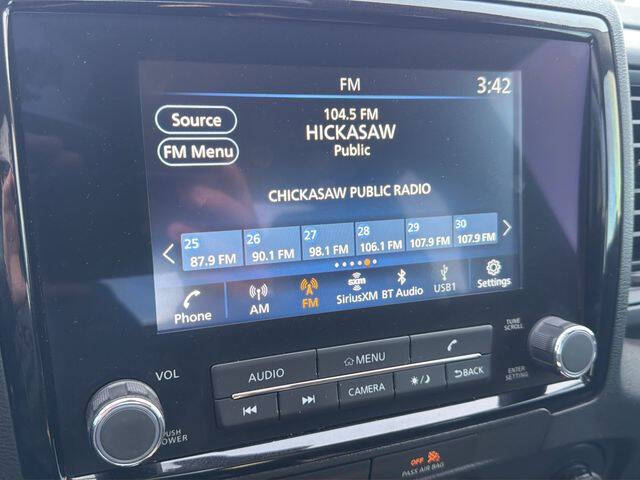 FM
3:42
Source
104.5 FM
HICKASAW
FM Menu
Public
CHICKASAW PUBLIC RADIO
25 26 27 28 29 30
87.9 FM 90.1 FM 98.1 FM 106.1 FM 107.9 FM 107.9 FM
sxm
Phone AM FM SiriusXM BT Audio USB1 Settings
TUNE
SCROLL
VOL
AUDIO
MENU
CAMERA
BACK
ENTER
SETTING
PUSH
POWER
OFF
PASS AIR BAG